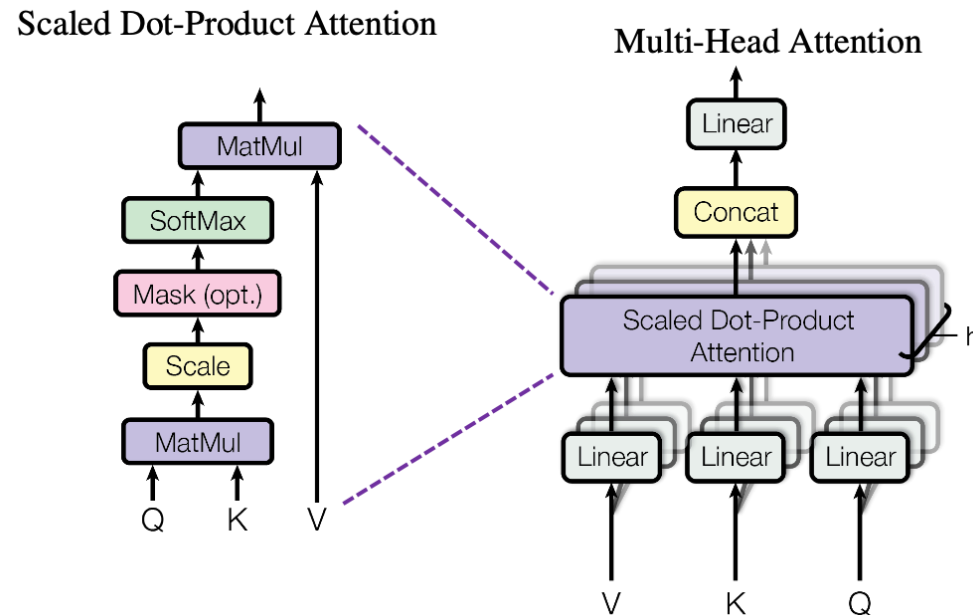 Scaled Dot-Product Attention
MatMul
SoftMax
Mask (opt.)
Scale
MatMul
Q K V
Multi-Head Attention
Linear
Concat
Scaled Dot-Product
Attention
h
Linear Linear Linear
V K Q